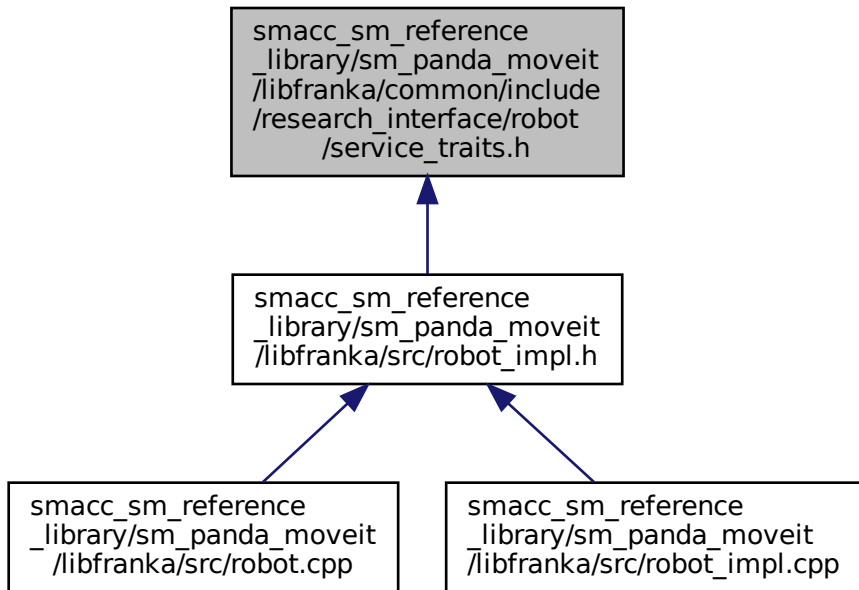 smacc_sm_reference
_library/sm_panda_moveit
/libfranka/common/include
/research_interface/robot
/service_traits.h
smacc_sm_reference
_library/sm_panda_moveit
/libfranka/src/robot_impl.h
smacc_sm_reference
_library/sm_panda_moveit
/libfranka/src/robot.cpp
smacc_sm_reference
_library/sm_panda_moveit
/libfranka/src/robot_impl.cpp